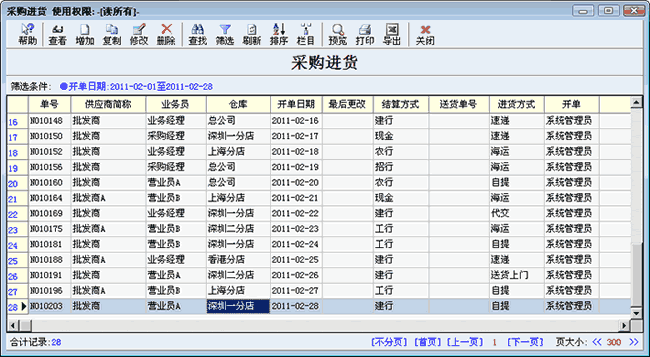 采购进货 使用权限:-[读所有]-
帮助 查看 增加 复制 修改 删除 查找 筛选 刷新 排序 栏目 预览 打印 导出 关闭
采购进货
筛选条件: ●开单日期:2011-02-01至2011-02-28
单号 供应商简称 业务员 仓库 开单日期 最后更改 结算方式 送货单号 进货方式 开单
16 N010148 批发商 业务经理 总公司 2011-02-16 建行 速递 系统管理员
17 N010150 批发商 采购经理 深圳一分店 2011-02-17 现金 速递 系统管理员
18 N010152 批发商 业务经理 上海分店 2011-02-18 农行 海运 系统管理员
19 N010156 批发商 采购经理 总公司 2011-02-19 招行 海运 系统管理员
20 N010160 批发商 营业员A 总公司 2011-02-20 农行 自提 系统管理员
21 N010164 批发商A 营业员B 上海分店 2011-02-21 现金 海运 系统管理员
22 N010169 批发商 业务经理 深圳一分店 2011-02-22 建行 代交 系统管理员
23 N010175 批发商A 营业员B 深圳二分店 2011-02-23 工行 海运 系统管理员
24 N010181 批发商 营业员B 深圳一分店 2011-02-24 工行 自提 系统管理员
25 N010188 批发商A 业务经理 香港分店 2011-02-25 建行 速递 系统管理员
26 N010191 批发商 营业员A 深圳二分店 2011-02-26 建行 送货上门 系统管理员
27 N010196 批发商A 营业员B 上海分店 2011-02-27 工行 自提 系统管理员
28 N010203 批发商 营业员A 深圳一分店 2011-02-28 建行 自提 系统管理员
合计记录:28 [不分页] [首页] [上一页] 1 [下一页] 页大小: << 300 >>